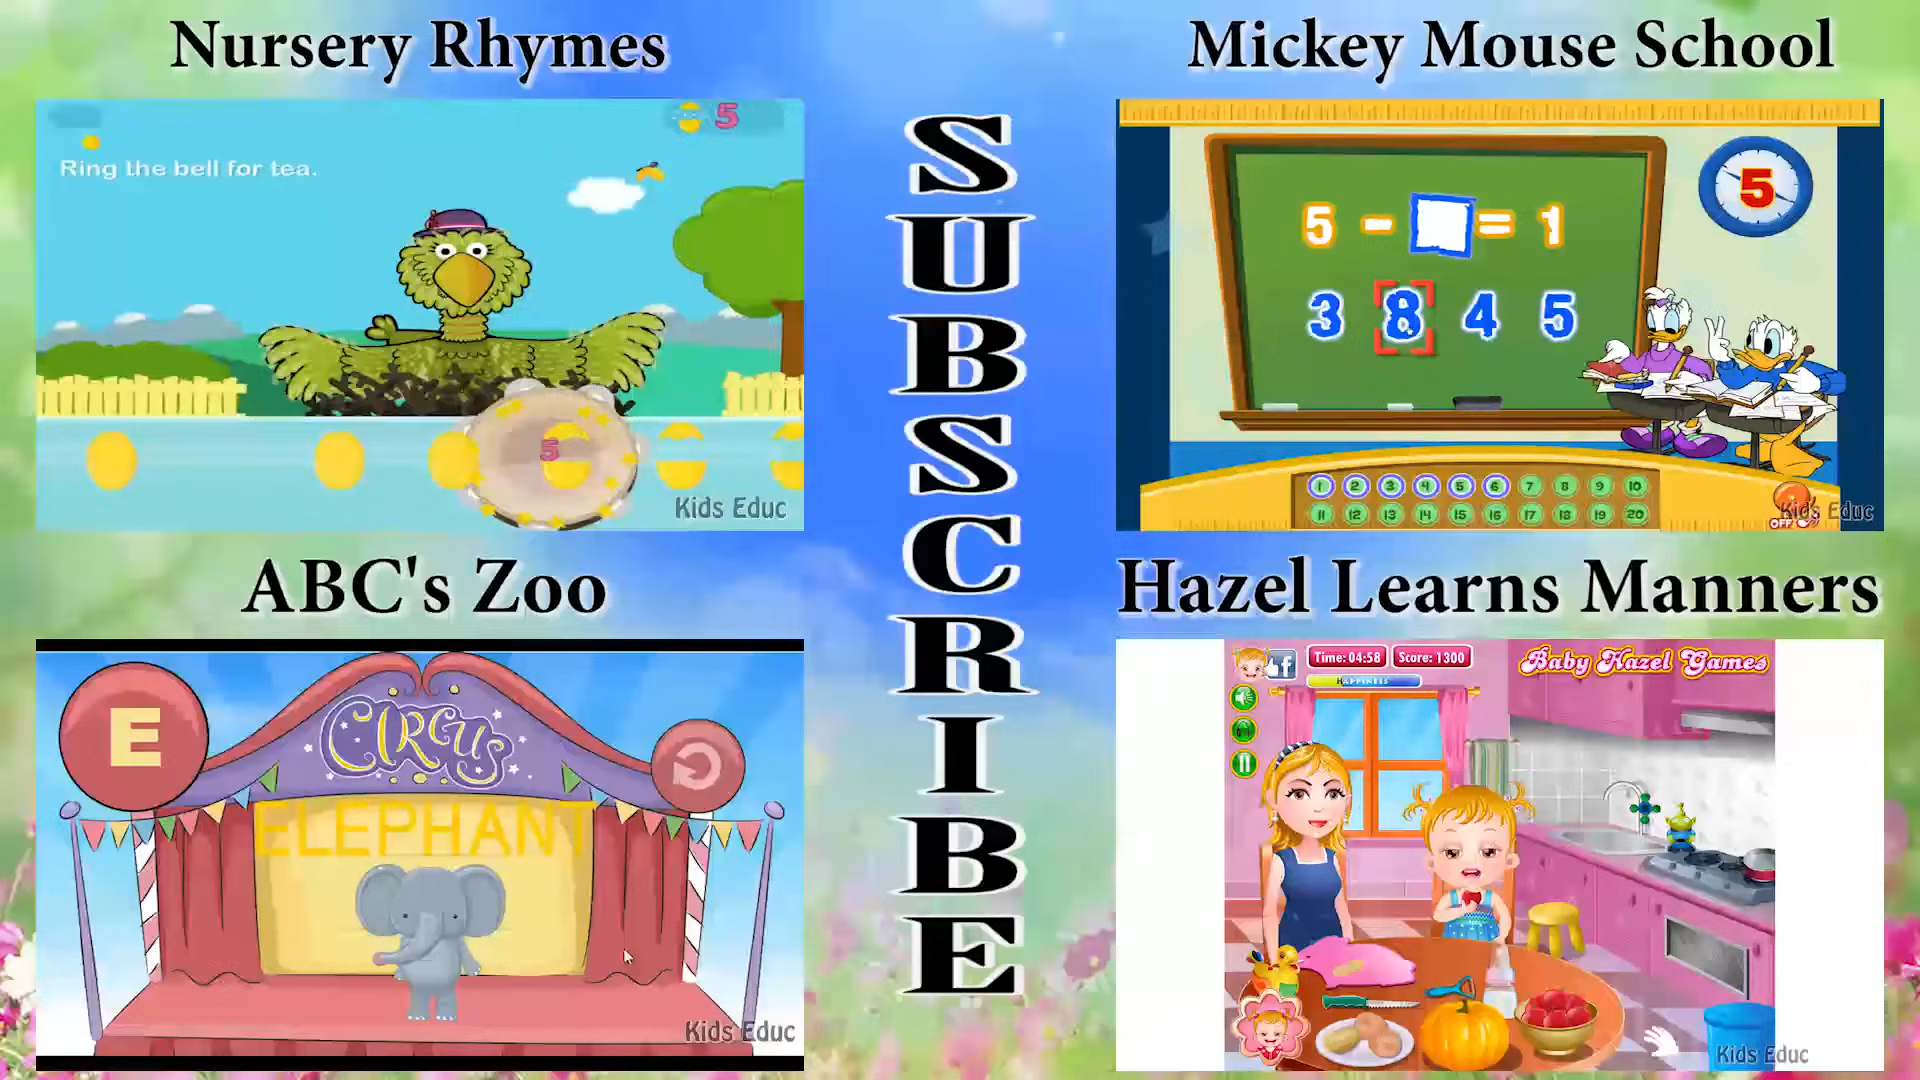 Nursery Rhymes
5
Ring the bell for tea.
5
Kids Educ
Mickey Mouse School
5
5 - = 1
3 8 4 5
1 2 3 4 5 6 7 8 9 10
11 12 13 14 15 16 17 18 19 20
OFF
Kids Educ
SUBSCRIBE
ABC's Zoo
E
CIRCUS
ELEPHANT
Kids Educ
Hazel Learns Manners
f
Time: 04:58
Score: 1300
HAPPINESS
Baby Hazel Games
Kids Educ